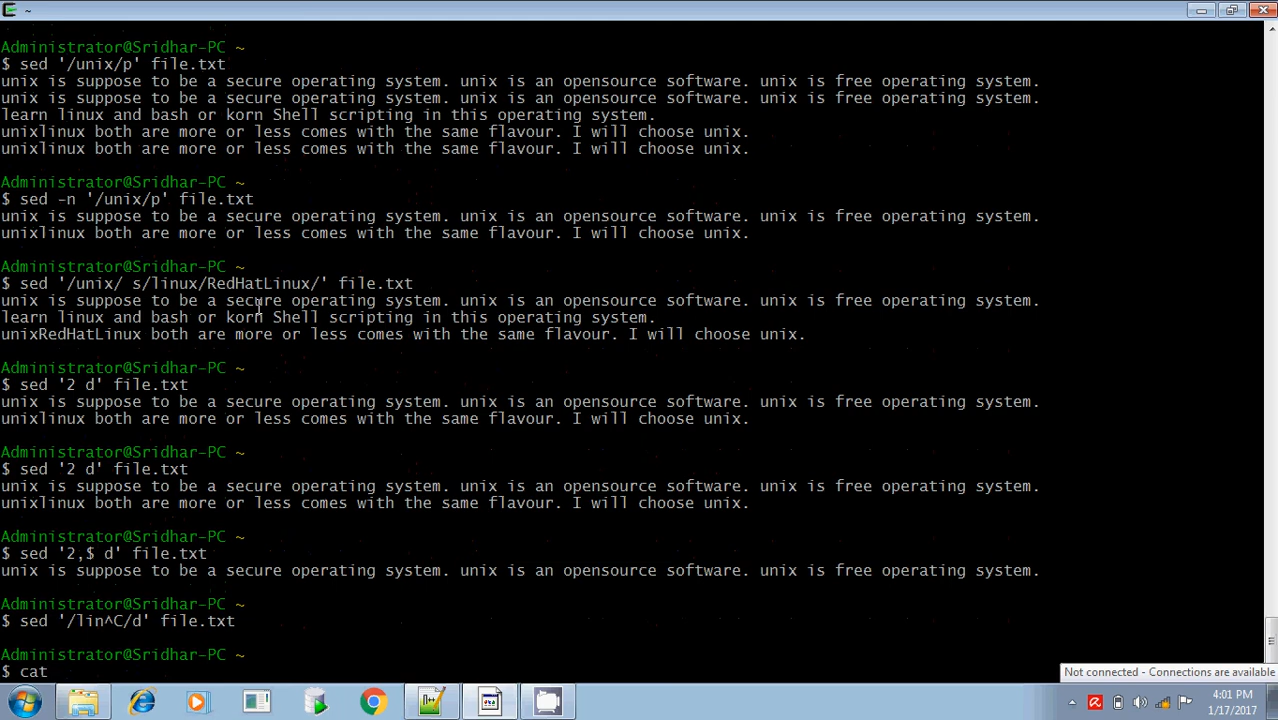 ~
Administrator@Sridhar-PC ~
$ sed '/unix/p' file.txt
unix is suppose to be a secure operating system. unix is an opensource software. unix is free operating system.
unix is suppose to be a secure operating system. unix is an opensource software. unix is free operating system.
learn linux and bash or korn Shell scripting in this operating system.
unixlinux both are more or less comes with the same flavour. I will choose unix.
unixlinux both are more or less comes with the same flavour. I will choose unix.
Administrator@Sridhar-PC ~
$ sed -n '/unix/p' file.txt
unix is suppose to be a secure operating system. unix is an opensource software. unix is free operating system.
unixlinux both are more or less comes with the same flavour. I will choose unix.
Administrator@Sridhar-PC ~
$ sed '/unix/ s/linux/RedHatLinux/' file.txt
unix is suppose to be a secure operating system. unix is an opensource software. unix is free operating system.
learn linux and bash or korn Shell scripting in this operating system.
unixRedHatLinux both are more or less comes with the same flavour. I will choose unix.
Administrator@Sridhar-PC ~
$ sed '2 d' file.txt
unix is suppose to be a secure operating system. unix is an opensource software. unix is free operating system.
unixlinux both are more or less comes with the same flavour. I will choose unix.
Administrator@Sridhar-PC ~
$ sed '2 d' file.txt
unix is suppose to be a secure operating system. unix is an opensource software. unix is free operating system.
unixlinux both are more or less comes with the same flavour. I will choose unix.
Administrator@Sridhar-PC ~
$ sed '2,$ d' file.txt
unix is suppose to be a secure operating system. unix is an opensource software. unix is free operating system.
Administrator@Sridhar-PC ~
$ sed '/lin^C/d' file.txt
Administrator@Sridhar-PC ~
$ cat
Not connected - Connections are available
4:01 PM
1/17/2017